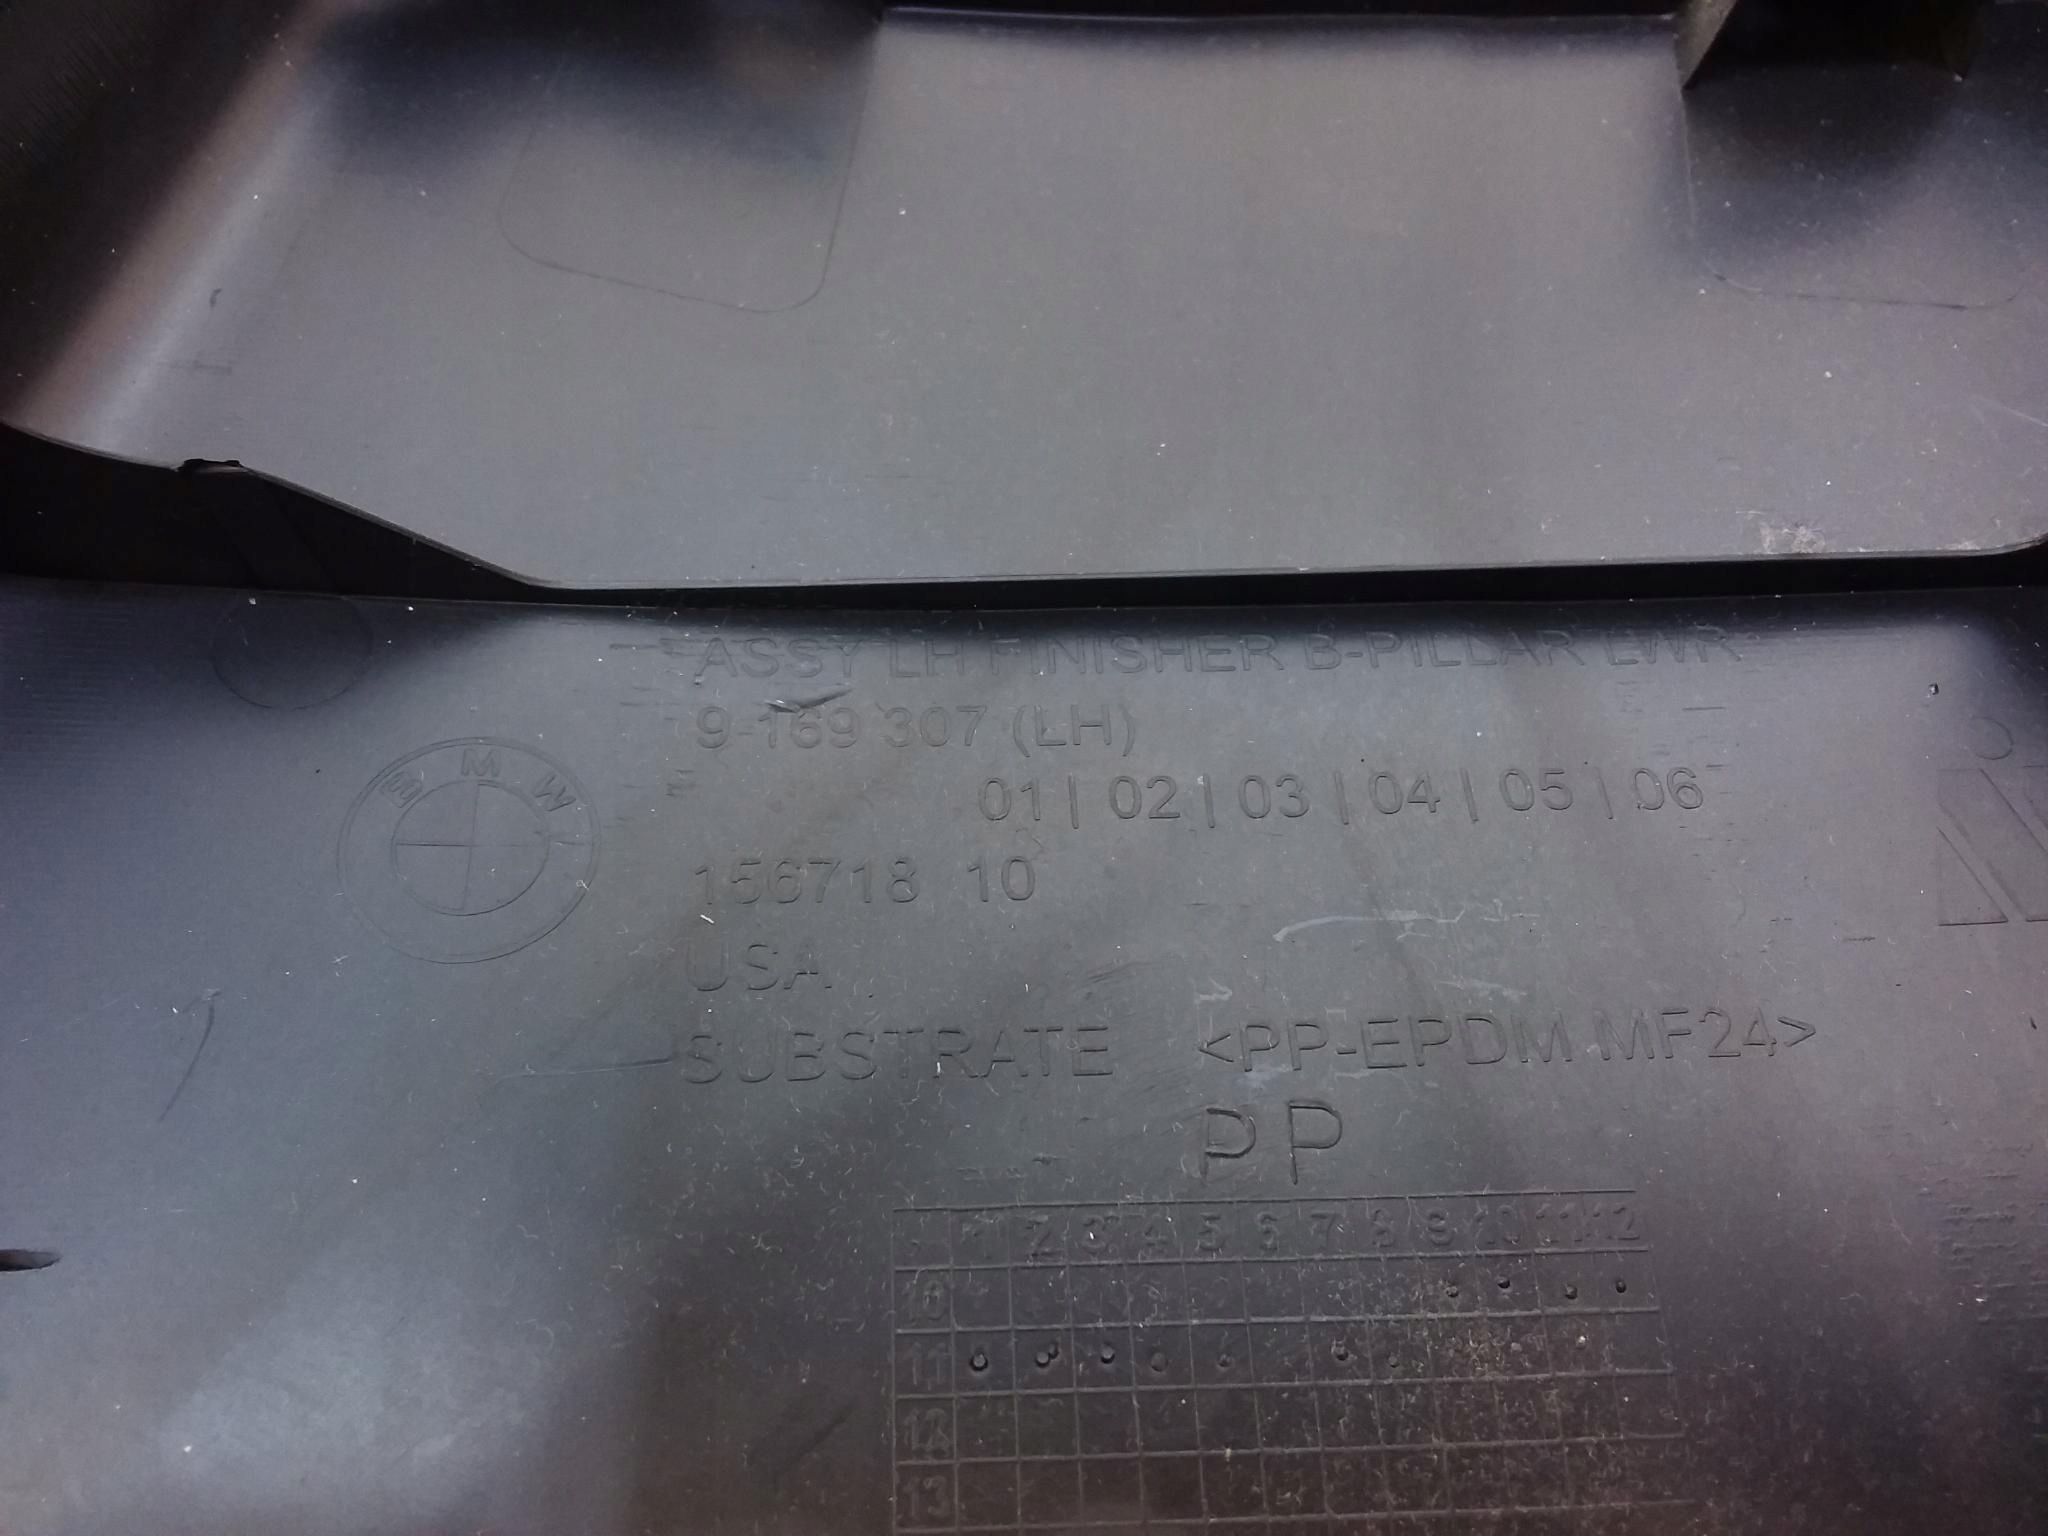 ASSY LH FINISHER B-PILLAR LWR
9-169 307 (LH)
BMW
01 | 02 | 03 | 04 | 05 | 06
156718 10
USA
SUBSTRATE <PP-EPDM MF24>
PP
1 2 3 4 5 6 7 8 9 10 11 12
10
11
12
13